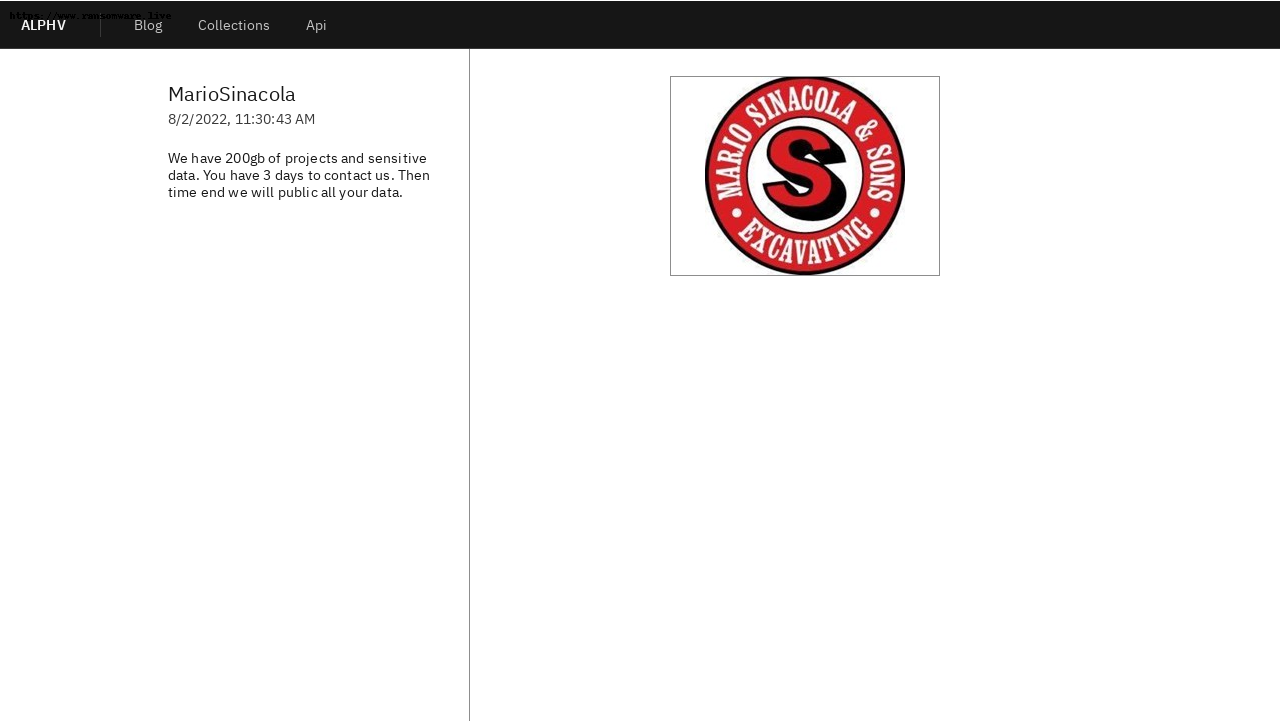 https://www.ransomware.live
ALPHV
Blog
Collections
Api
MarioSinacola
8/2/2022, 11:30:43 AM
We have 200gb of projects and sensitive
data. You have 3 days to contact us. Then
time end we will public all your data.
MARIO SINACOLA & SONS
S
• EXCAVATING •